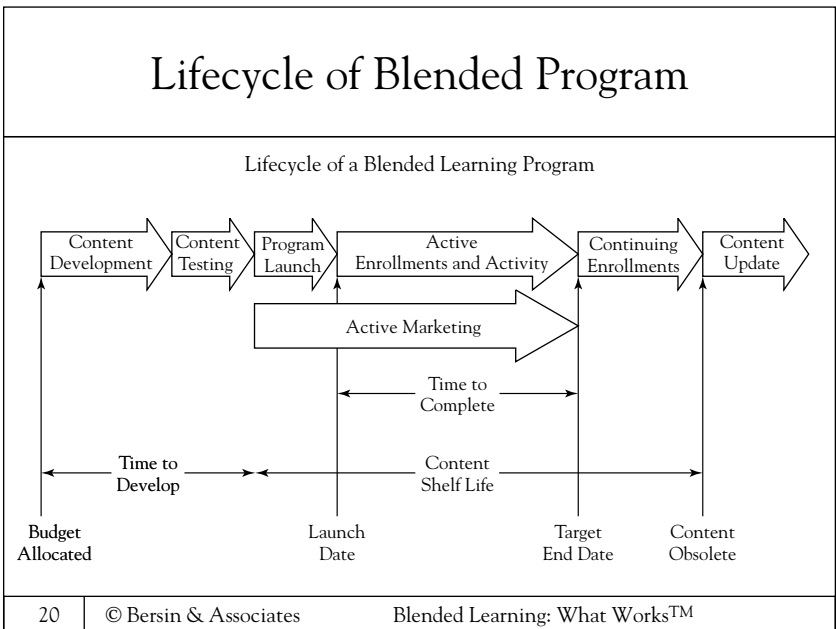 Lifecycle of Blended Program
Lifecycle of a Blended Learning Program
Content
Development
Content
Testing
Program
Launch
Active
Enrollments and Activity
Continuing
Enrollments
Content
Update
Active Marketing
Time to
Complete
Time to
Develop
Content
Shelf Life
Budget
Allocated
Launch
Date
Target
End Date
Content
Obsolete
20 © Bersin & Associates Blended Learning: What Works™